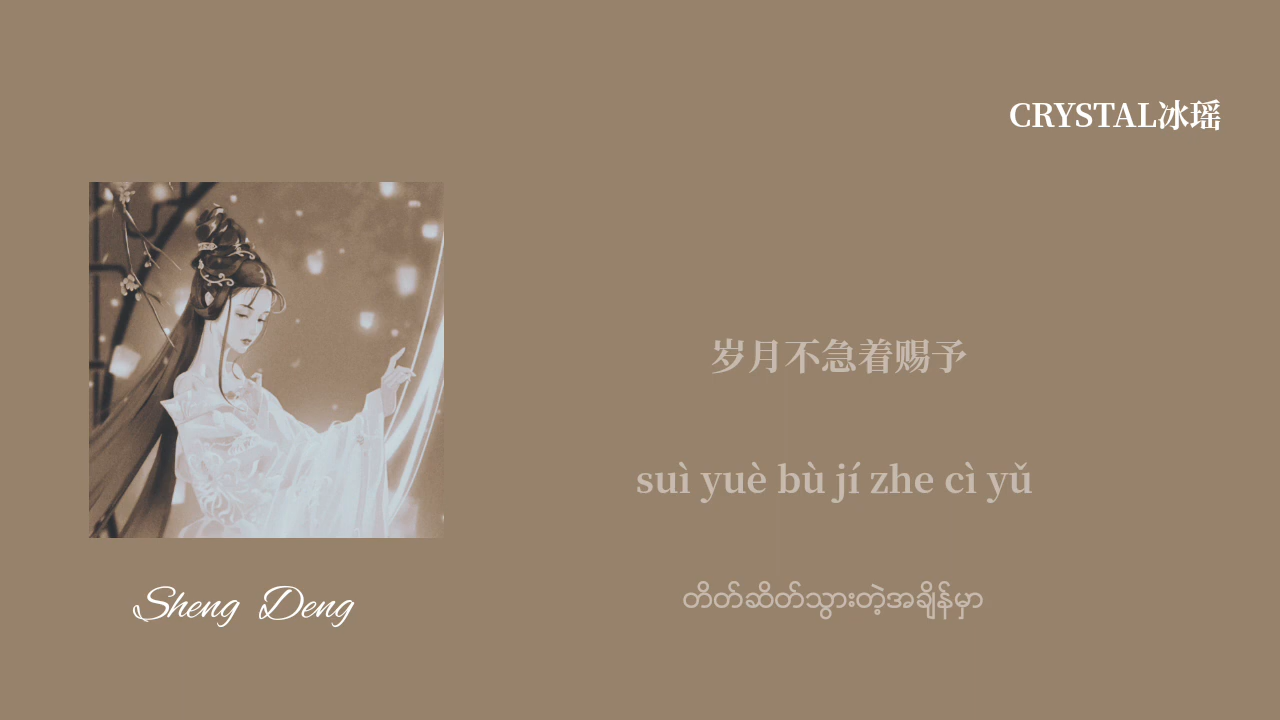 CRYSTAL冰瑶
岁月不急着赐予
suì yuè bù jí zhe cì yǔ
တိတ်ဆိတ်သွားတဲ့အချိန်မှာ
Sheng Deng